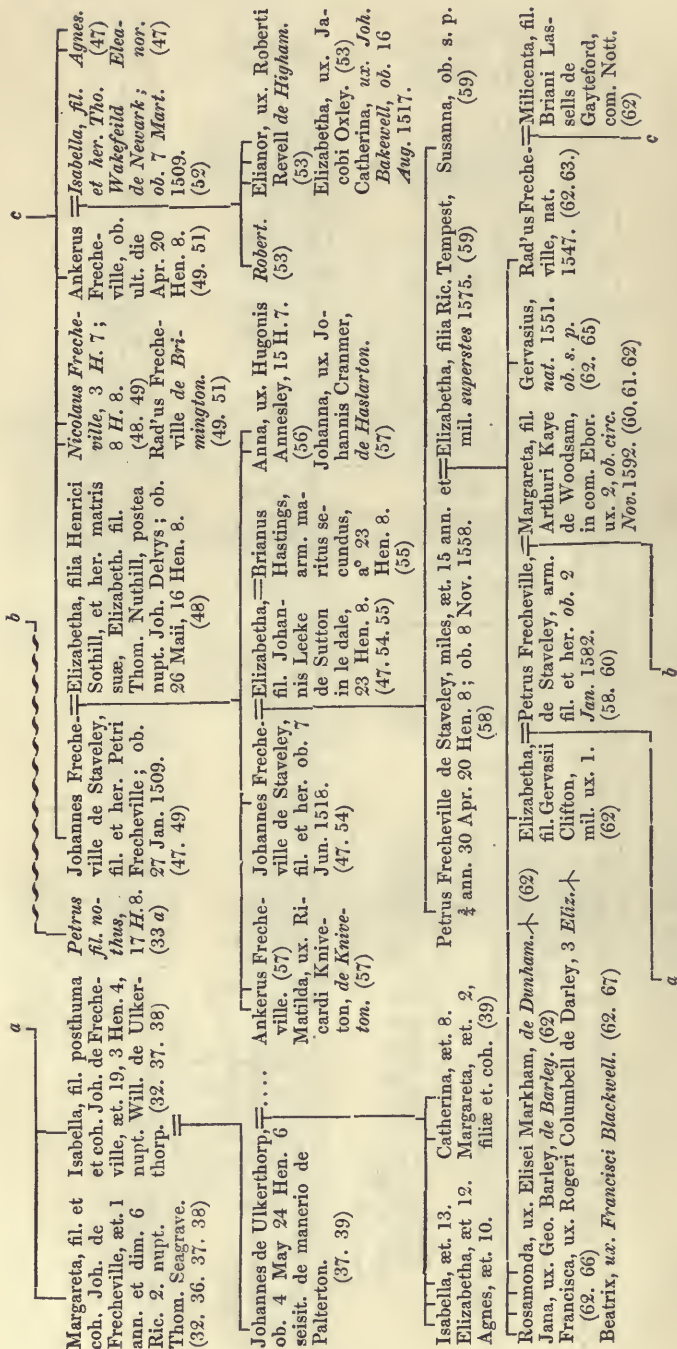 a
b
c
Margareta, fil. et
coh. Joh. de
Frecheville, æt. 1
ann. et dim. 6
Ric. 2. nupt.
Thom. Seagrave.
(32. 36. 37. 38)
Isabella, fil. posthuma
et coh. Joh. de Freche-
ville, æt. 19, 3 Hen. 4,
nupt. Will. de Ulker-
thorp. (32. 37. 38)
Petrus
fil. no-
thus,
17 H. 8.
(33 a)
Johannes Freche-
ville de Staveley,
fil. et her. Petri
Frecheville; ob.
27 Jan. 1509.
(47. 49)
Elizabetha, filia Henrici
Sothill, et her. matris
suæ, Elizabeth. fil.
Thom. Nuthill, postea
nupt. Joh. Delvys; ob.
26 Maii, 16 Hen. 8.
(48)
Nicolaus Freche-
ville, 3 H. 7;
8 H. 8.
(48. 49)
Rad'us Freche-
ville de Bri-
mington.
(49. 51)
Ankerus
Freche-
ville, ob.
ult. die
Apr. 20
Hen. 8.
(49. 51)
Isabella, fil.
et her. Tho.
Wakefeild
de Newark;
ob. 7 Mart.
1509.
(52)
Agnes.
(47)
Elea-
nor.
(47)
Johannes de Ulkerthorp,
ob. 4 May 24 Hen. 6
seisit. de manerio de
Palterton.
(37. 39)
....
Ankerus Freche-
ville. (57)
Matilda, ux. Ri-
cardi Knive-
ton, de Knive-
ton. (57)
Johannes Freche-
ville de Staveley,
fil. et her. ob. 7
Jun. 1518.
(47. 54)
Elizabetha,
fil. Johan-
nis Leeke
de Sutton
in le dale,
23 Hen. 8.
(47. 54. 55)
Brianus
Hastings,
arm. ma-
ritus se-
cundus,
aº 23
Hen. 8.
(55)
Anna, ux. Hugonis
Annesley, 15 H. 7.
(56)
Johanna, ux. Jo-
hannis Cranmer,
de Haslarton.
(57)
Robert.
(53)
Elianor, ux. Roberti
Revell de Higham.
(53)
Elizabetha, ux. Ja-
cobi Oxley. (53)
Catherina, ux. Joh.
Bakewell, ob. 16
Aug. 1517.
Isabella, æt. 13.
Elizabetha, æt 12.
Agnes, æt. 10.
Catherina, æt. 8.
Margareta, æt. 2,
filiæ et. coh. (39)
Petrus Frecheville de Staveley, miles, æt. 15 ann. et
¾ ann. 30 Apr. 20 Hen. 8; ob. 8 Nov. 1558.
(58)
Elizabetha, filia Ric. Tempest,
mil. superstes 1575. (59)
Susanna, ob. s. p.
(59)
Rosamonda, ux. Elisei Markham, de Dunham. (62)
Jana, ux. Geo. Barley, de Barley. (62)
Francisca, ux. Rogeri Columbell de Darley, 3 Eliz.
(62. 66)
Beatrix, ux. Francisci Blackwell. (62. 67)
Elizabetha,
fil. Gervasii
Clifton,
mil. ux. 1.
(62)
Petrus Frecheville,
de Staveley, arm.
fil. et her. ob. 2
Jan. 1582.
(58. 60)
Margareta, fil.
Arthuri Kaye
de Woodsam,
in com. Ebor.
ux. 2, ob. circ.
Nov. 1592. (60. 61. 62)
Gervasius,
nat. 1551.
ob. s. p.
(62. 65)
Rad'us Freche-
ville, nat.
1547. (62. 63.)
Milicenta, fil.
Briani Las-
sells de
Gayteford,
com. Nott.
(62)
a
b
c